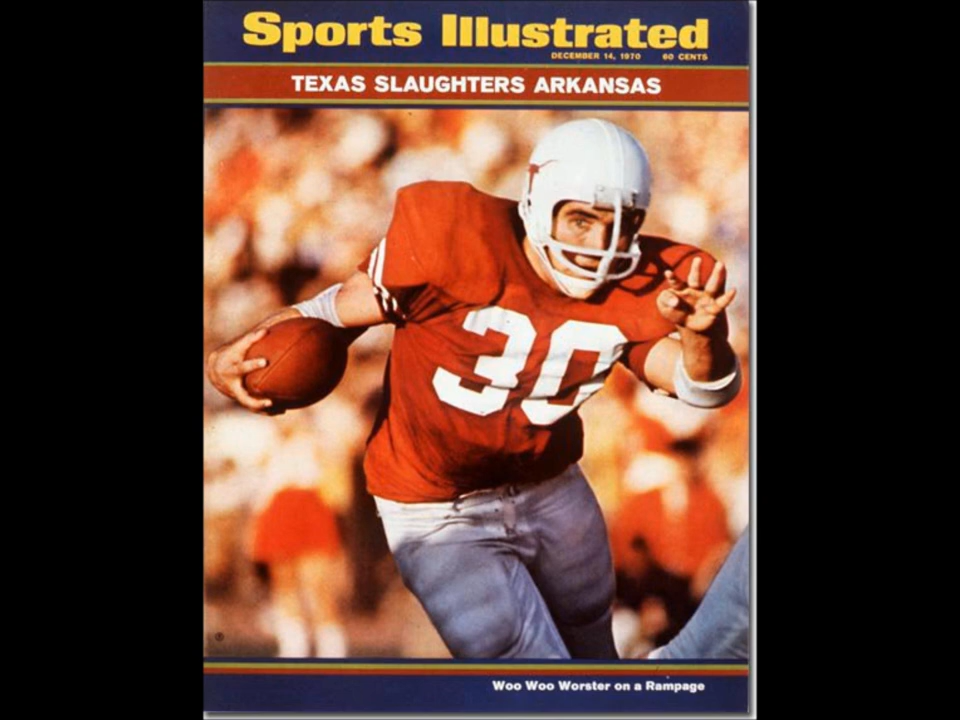 Sports Illustrated
DECEMBER 14, 1970 60 CENTS
TEXAS SLAUGHTERS ARKANSAS
30
Woo Woo Worster on a Rampage